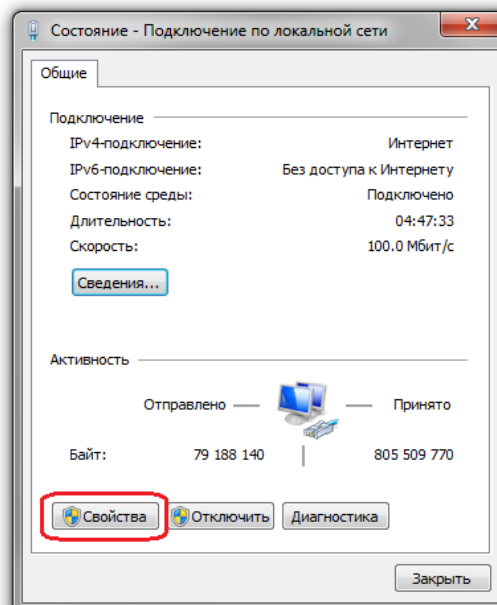 Состояние - Подключение по локальной сети
Общие
Подключение
IPv4-подключение: Интернет
IPv6-подключение: Без доступа к Интернету
Состояние среды: Подключено
Длительность: 04:47:33
Скорость: 100.0 Мбит/с
Сведения...
Активность
Отправлено — — Принято
Байт: 79 188 140 | 805 509 770
Свойства Отключить Диагностика
Закрыть